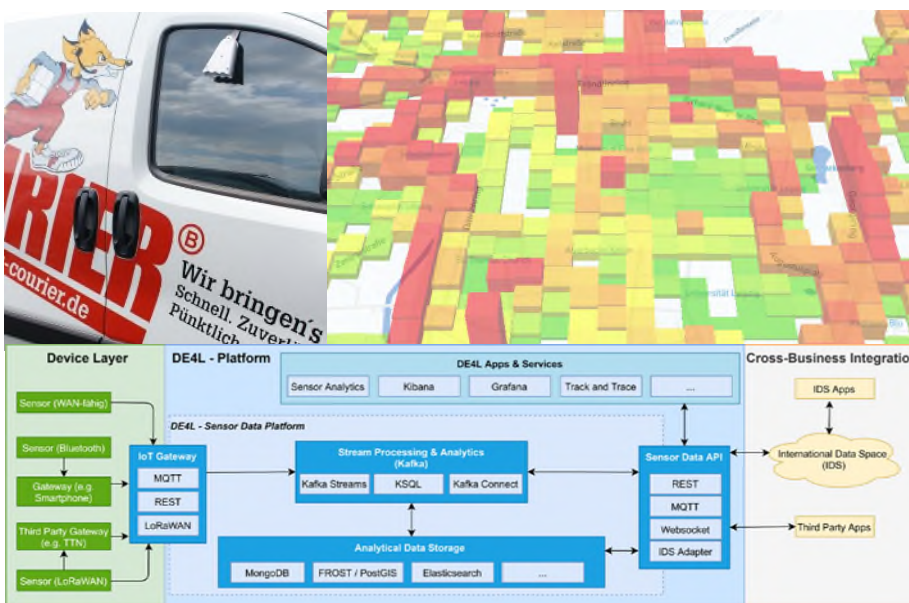 RIER
B
-courier.de
Wir bringen's
Schnell.
Pünktlich
Device Layer
DE4L - Platform
Cross-Business Integration
DE4L Apps & Services
Sensor Analytics
Kibana
Grafana
Track and Trace
...
IDS Apps
Sensor (WAN-fähig)
DE4L - Sensor Data Platform
Sensor (Bluetooth)
IoT Gateway
Stream Processing & Analytics
(Kafka)
Sensor Data API
International Data Space
(IDS)
Gateway (e.g.
Smartphone)
MQTT
REST
LoRaWAN
Kafka Streams
KSQL
Kafka Connect
REST
MQTT
Websocket
IDS Adapter
Third Party Gateway
(e.g. TTN)
Third Party Apps
Analytical Data Storage
Sensor (LoRaWAN)
MongoDB
FROST / PostGIS
Elasticsearch
...